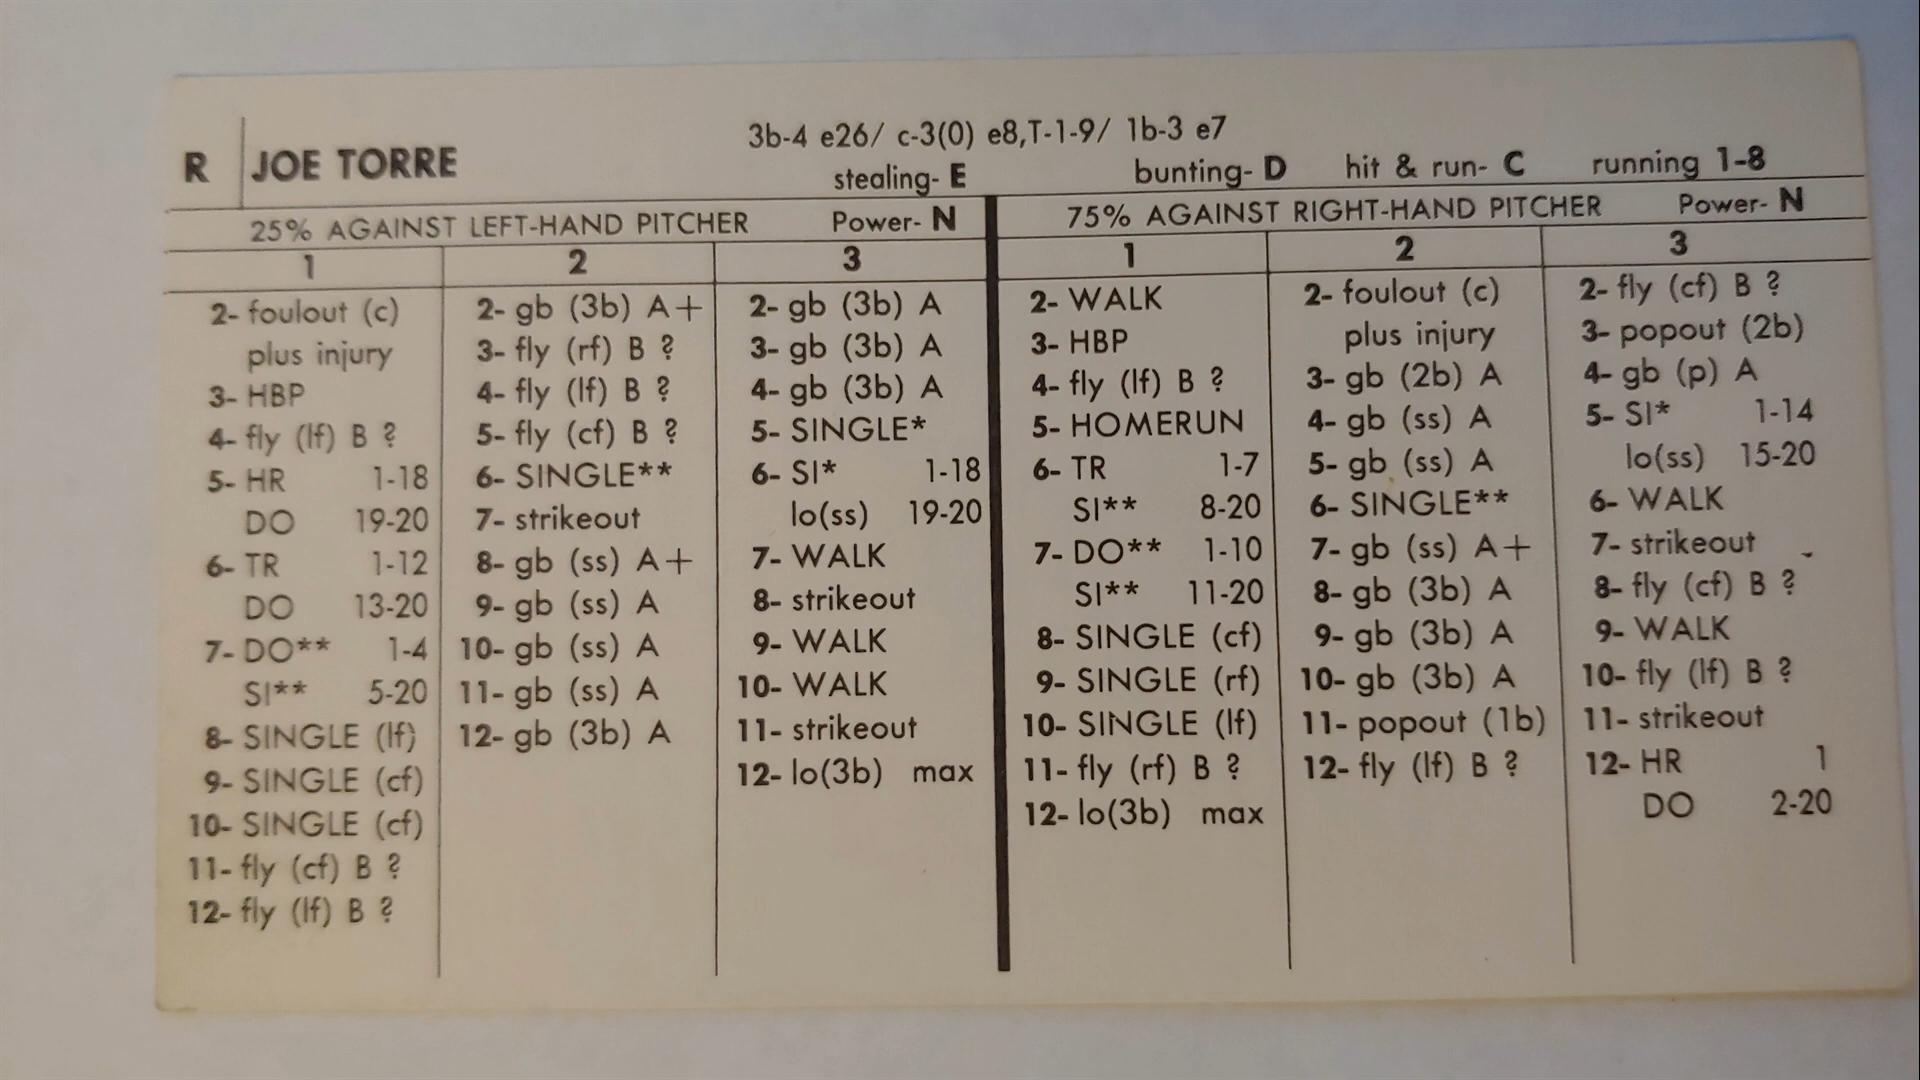 3b-4 e26/ c-3(0) e8,T-1-9/ 1b-3 e7
R JOE TORRE
stealing- E bunting- D hit & run- C running 1-8
25% AGAINST LEFT-HAND PITCHER Power- N
1 2 3
2- foulout (c)
plus injury
3- HBP
4- fly (lf) B ?
5- HR 1-18
DO 19-20
6- TR 1-12
DO 13-20
7- DO** 1-4
SI** 5-20
8- SINGLE (lf)
9- SINGLE (cf)
10- SINGLE (cf)
11- fly (cf) B ?
12- fly (lf) B ?
2- gb (3b) A+
3- fly (rf) B ?
4- fly (lf) B ?
5- fly (cf) B ?
6- SINGLE**
7- strikeout
8- gb (ss) A+
9- gb (ss) A
10- gb (ss) A
11- gb (ss) A
12- gb (3b) A
2- gb (3b) A
3- gb (3b) A
4- gb (3b) A
5- SINGLE*
6- SI* 1-18
lo(ss) 19-20
7- WALK
8- strikeout
9- WALK
10- WALK
11- strikeout
12- lo(3b) max
75% AGAINST RIGHT-HAND PITCHER Power- N
1 2 3
2- WALK
3- HBP
4- fly (lf) B ?
5- HOMERUN
6- TR 1-7
SI** 8-20
7- DO** 1-10
SI** 11-20
8- SINGLE (cf)
9- SINGLE (rf)
10- SINGLE (lf)
11- fly (rf) B ?
12- lo(3b) max
2- foulout (c)
plus injury
3- gb (2b) A
4- gb (ss) A
5- gb (ss) A
6- SINGLE**
7- gb (ss) A+
8- gb (3b) A
9- gb (3b) A
10- gb (3b) A
11- popout (1b)
12- fly (lf) B ?
2- fly (cf) B ?
3- popout (2b)
4- gb (p) A
5- SI* 1-14
lo(ss) 15-20
6- WALK
7- strikeout
8- fly (cf) B ?
9- WALK
10- fly (lf) B ?
11- strikeout
12- HR 1
DO 2-20